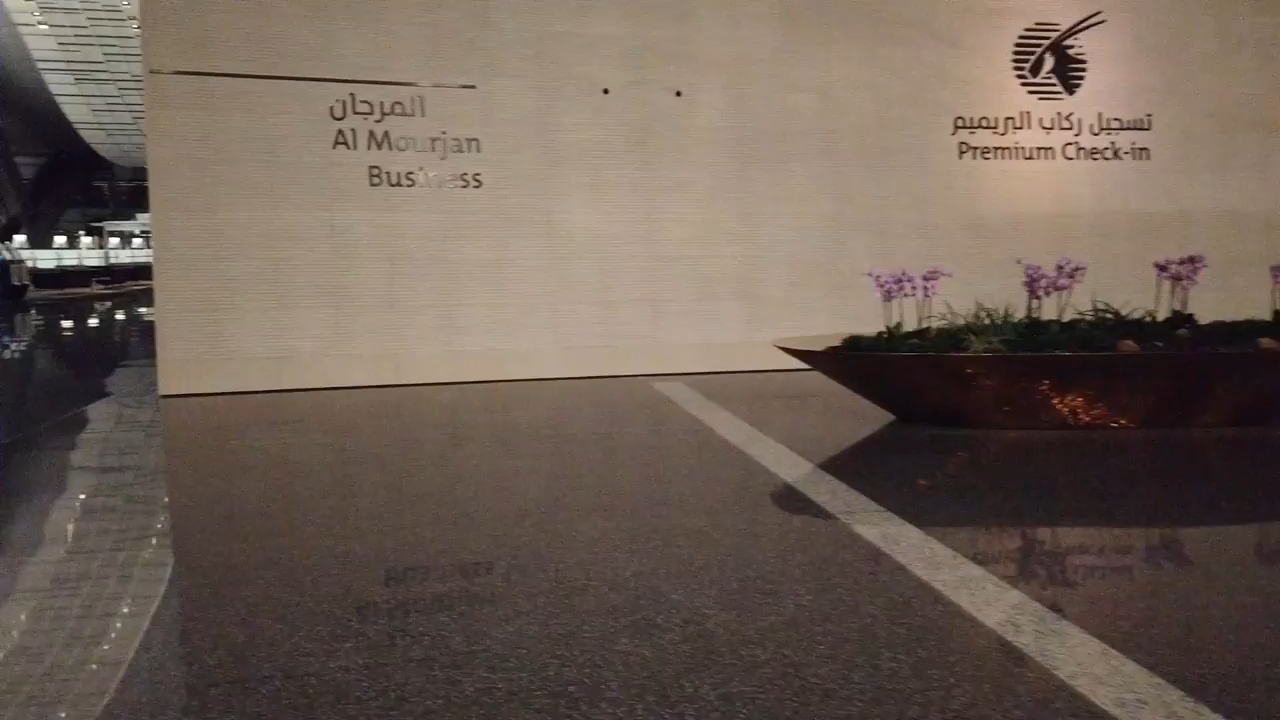 المرجان
Al Mourjan
Business
تسجيل ركاب البريميم
Premium Check-in